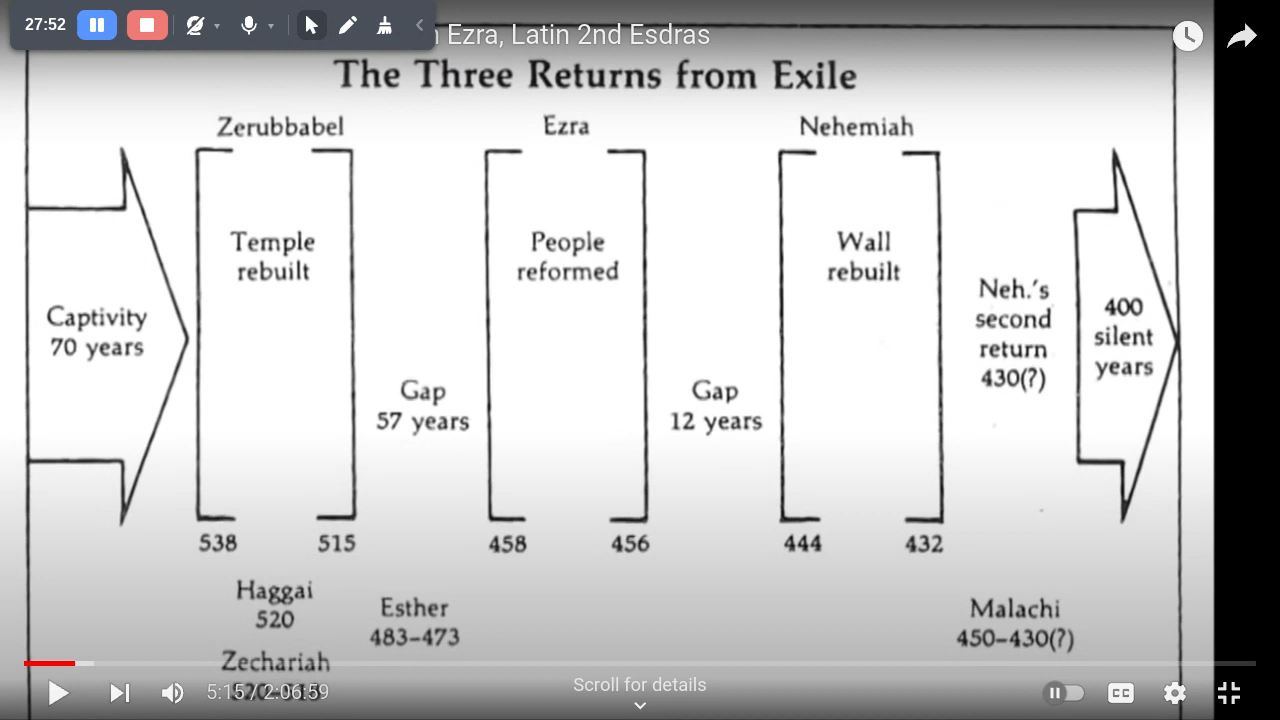 27:52
Ezra, Latin 2nd Esdras
The Three Returns from Exile
Zerubbabel
Ezra
Nehemiah
Captivity
70 years
Temple
rebuilt
Gap
57 years
People
reformed
Gap
12 years
Wall
rebuilt
Neh.'s
second
return
430(?)
400
silent
years
538
515
458
456
444
432
Haggai
520
Esther
483–473
Malachi
450–430(?)
Zechariah
5:15 / 2:06:59
Scroll for details
CC